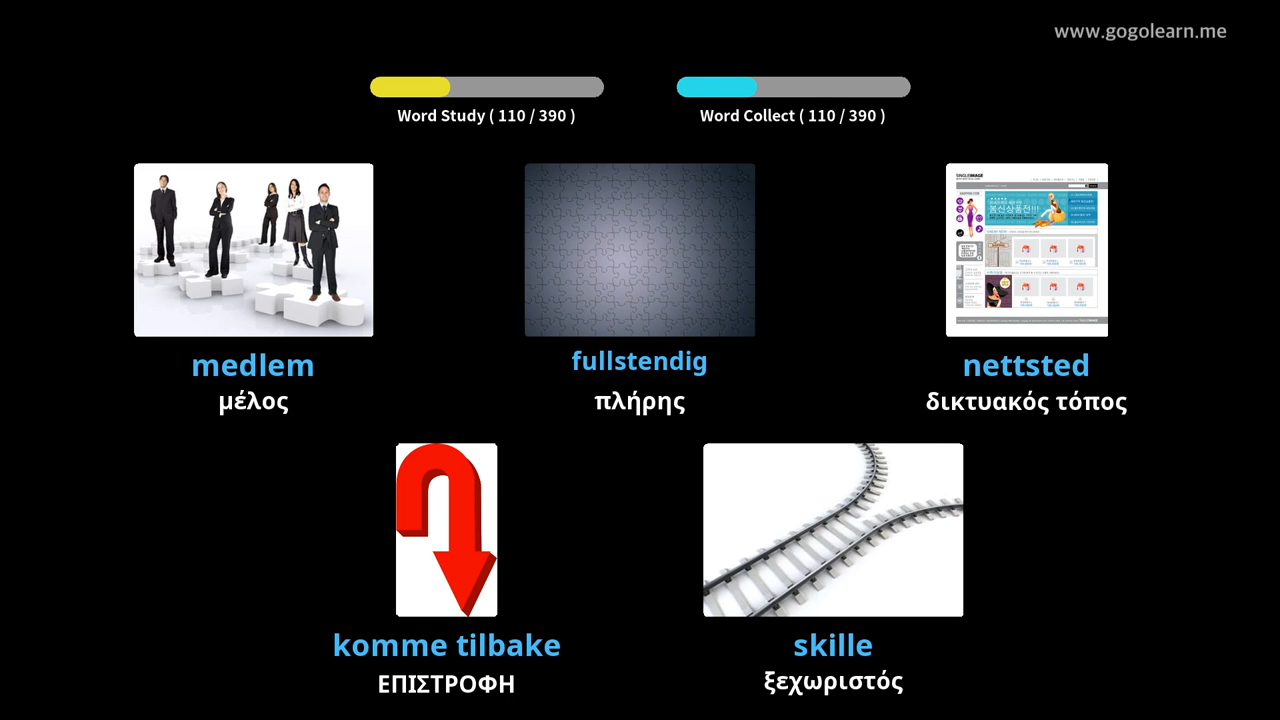 www.gogolearn.me
Word Study ( 110 / 390 )
Word Collect ( 110 / 390 )
SINGLEIMAGE
medlem
μέλος
fullstendig
πλήρης
nettsted
δικτυακός τόπος
komme tilbake
ΕΠΙΣΤΡΟΦΗ
skille
ξεχωριστός